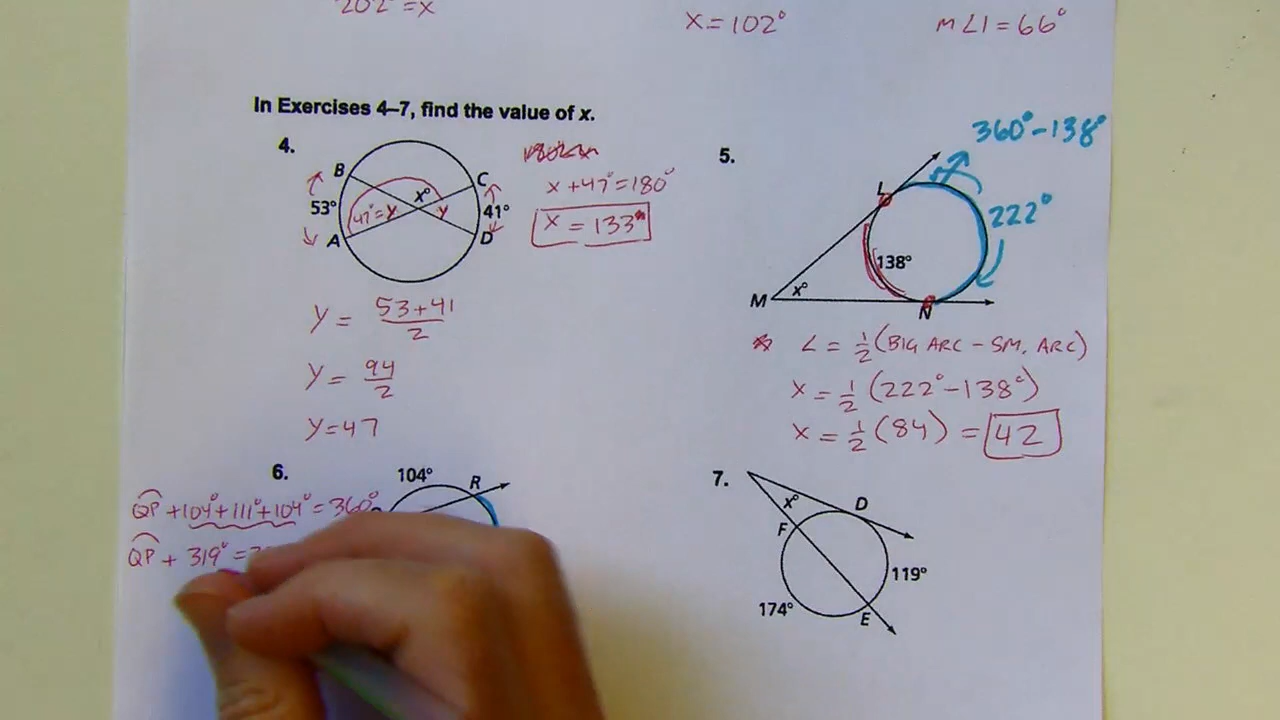 202° = x
x = 102°
m∠1 = 66°
In Exercises 4–7, find the value of x.
4.
B
C
A
D
53°
41°
x°
47° = y
y
x + 47° = 180°
x = 133°
y = 53+41/2
y = 94/2
y = 47
5.
360° - 138°
L
222°
138°
M
x°
N
* ∠ = 1/2 (BIG ARC - SM. ARC)
x = 1/2 (222° - 138°)
x = 1/2 (84) = 42
6.
104°
R
QP + 104° + 111° + 104° = 360°
QP + 319° =
7.
x°
D
F
119°
174°
E